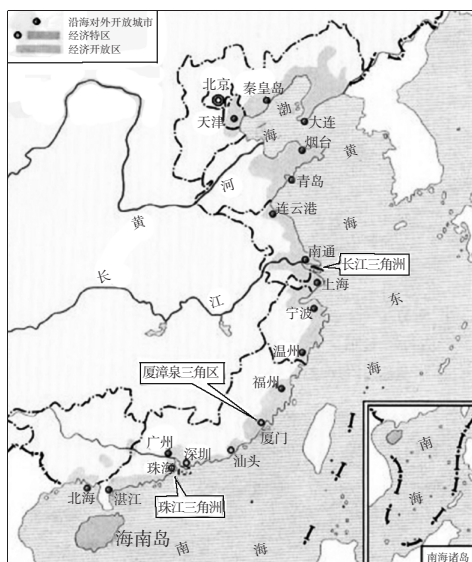 沿海对外开放城市
经济特区
经济开放区
北京
秦皇岛
天津
渤
海
大连
烟台
黄
海
青岛
河
黄
连云港
南通
长江三角洲
长
江
上海
东
海
宁波
温州
厦漳泉三角区
福州
厦门
广州
深圳
汕头
珠海
北海
湛江
珠江三角洲
海南岛
南
海
南
海
南海诸岛